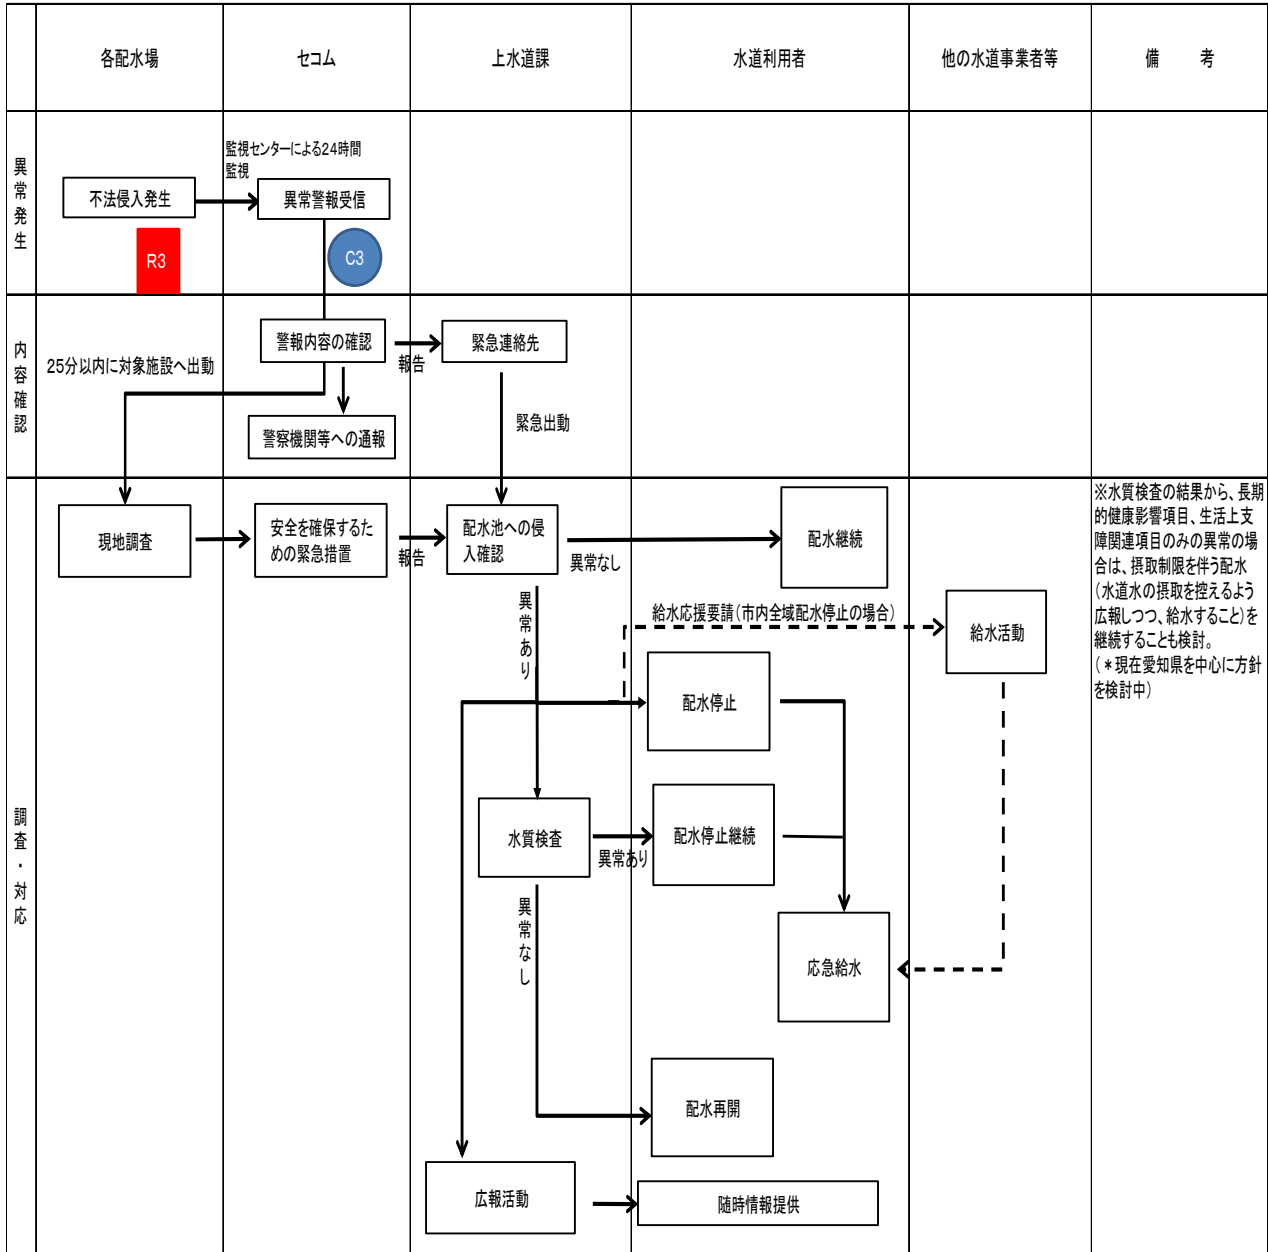 各配水場
セコム
上水道課
水道利用者
他の水道事業者等
備 考
異常発生
監視センターによる24時間
監視
不法侵入発生
異常警報受信
R3
C3
内容確認
警報内容の確認
報告
緊急連絡先
25分以内に対象施設へ出動
警察機関等への通報
緊急出動
調査・対応
現地調査
安全を確保するた
めの緊急措置
報告
配水池への侵
入確認
異常なし
配水継続
※水質検査の結果から、長期
的健康影響項目、生活上支
障関連項目のみの異常の場
合は、摂取制限を伴う配水
(水道水の摂取を控えるよう
広報しつつ、給水すること)を
継続することも検討。
(*現在愛知県を中心に方針
を検討中)
異常あり
給水応援要請(市内全域配水停止の場合)
給水活動
配水停止
水質検査
異常あり
配水停止継続
異常なし
応急給水
配水再開
広報活動
随時情報提供